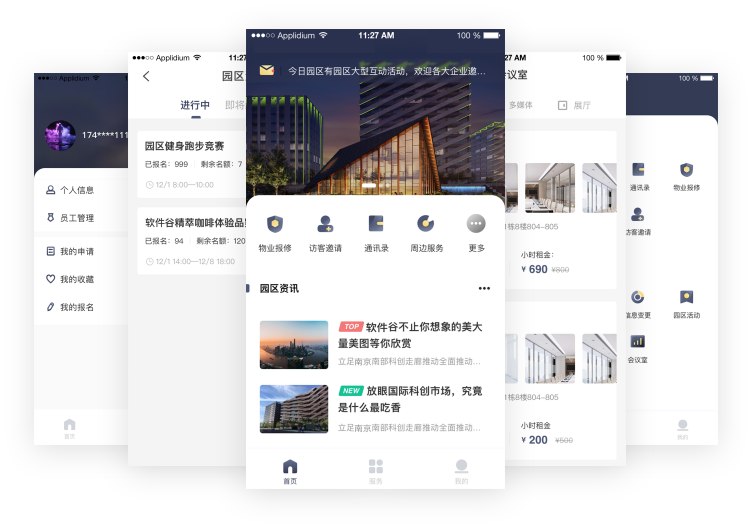 Applidium
174****111
个人信息
员工管理
我的申请
我的收藏
我的报名
首页
Applidium
11:27
园区
进行中
即将
园区健身跑步竞赛
已报名：999 剩余名额：7
12/1 8:00—10:00
软件谷精萃咖啡体验品
已报名：94 剩余名额：120
12/1 14:00—12/8 18:00
Applidium
11:27 AM
100 %
今日园区有园区大型互动活动，欢迎各大企业邀...
物业报修
访客邀请
通讯录
周边服务
更多
园区资讯
TOP 软件谷不止你想象的美大
量美图等你欣赏
立足南京南部科创走廊推动全面推动...
NEW 放眼国际科创市场，究竟
是什么最吃香
立足南京南部科创走廊推动全面推动...
首页
服务
我的
27 AM
100 %
议室
多媒体
展厅
栋8楼804–805
小时租金：
¥ 690 ¥800
栋8楼804–805
小时租金
¥ 200 ¥500
100 %
通讯录
物业报修
访客邀请
信息变更
园区活动
会议室
我的